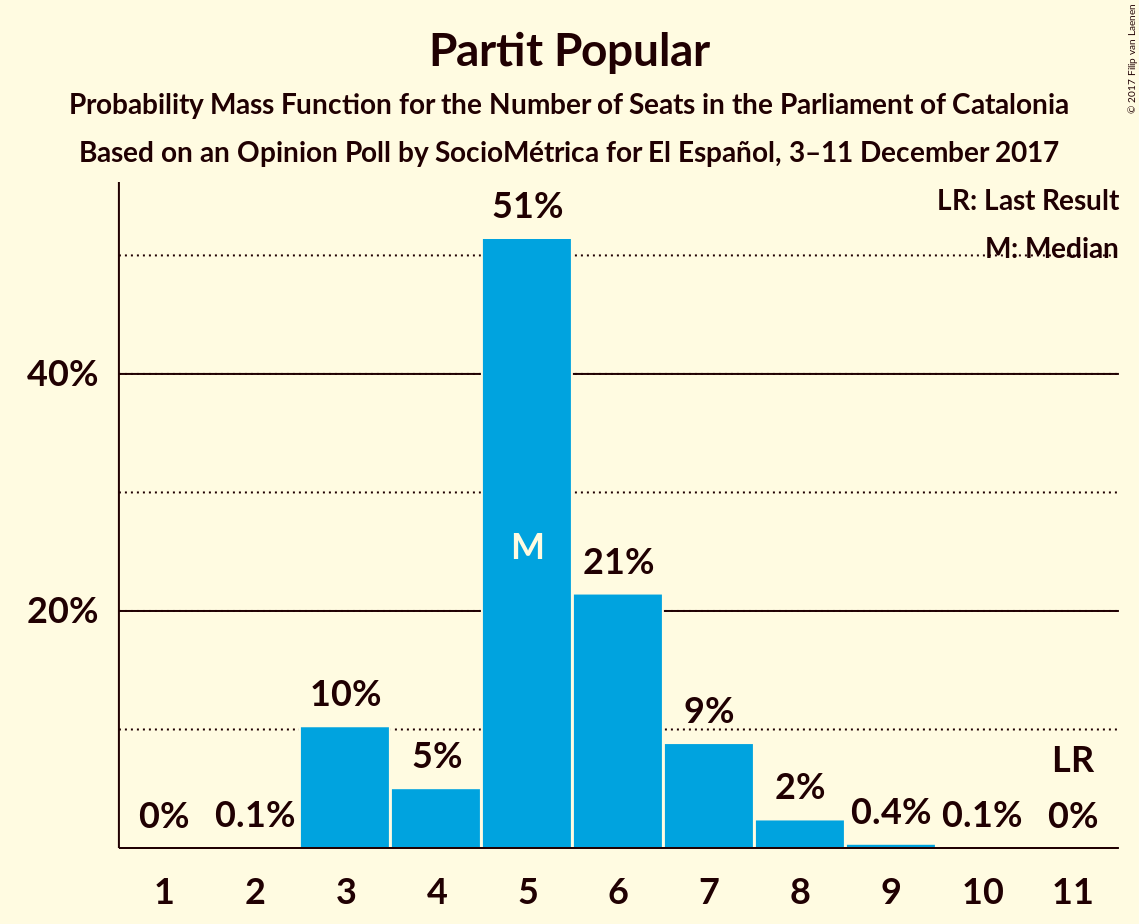 Partit Popular
Probability Mass Function for the Number of Seats in the Parliament of Catalonia
Based on an Opinion Poll by SocioMétrica for El Español, 3–11 December 2017
© 2017 Filip van Laenen
LR: Last Result
M: Median
40%
20%
0%
0.1%
10%
5%
51%
M
21%
9%
2%
0.4%
0.1%
LR
0%
1 2 3 4 5 6 7 8 9 10 11